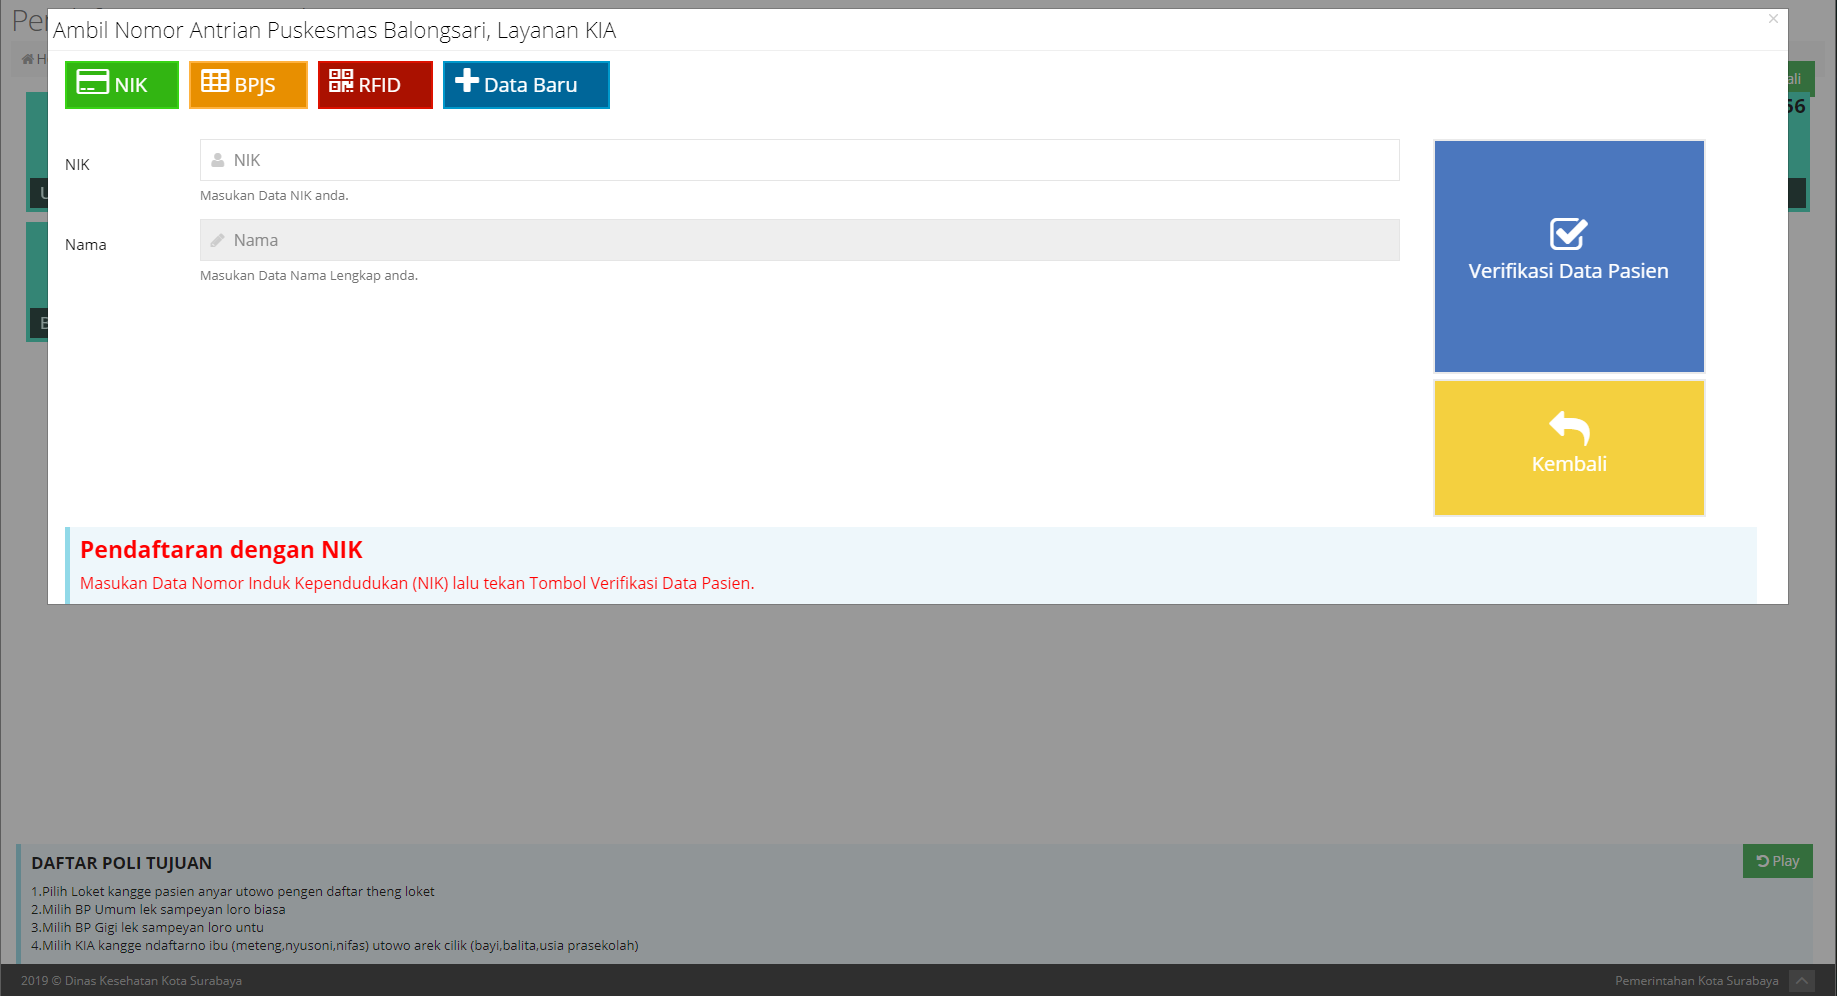 Ambil Nomor Antrian Puskesmas Balongsari, Layanan KIA
NIK
BPJS
RFID
Data Baru
NIK
NIK
Masukan Data NIK anda.
Nama
Nama
Masukan Data Nama Lengkap anda.
Verifikasi Data Pasien
Kembali
Pendaftaran dengan NIK
Masukan Data Nomor Induk Kependudukan (NIK) lalu tekan Tombol Verifikasi Data Pasien.
DAFTAR POLI TUJUAN
Play
1.Pilih Loket kangge pasien anyar utowo pengen daftar theng loket
2.Milih BP Umum lek sampeyan loro biasa
3.Milih BP Gigi lek sampeyan loro untu
4.Milih KIA kangge ndaftarno ibu (meteng,nyusoni,nifas) utowo arek cilik (bayi,balita,usia prasekolah)
2019 © Dinas Kesehatan Kota Surabaya
Pemerintahan Kota Surabaya